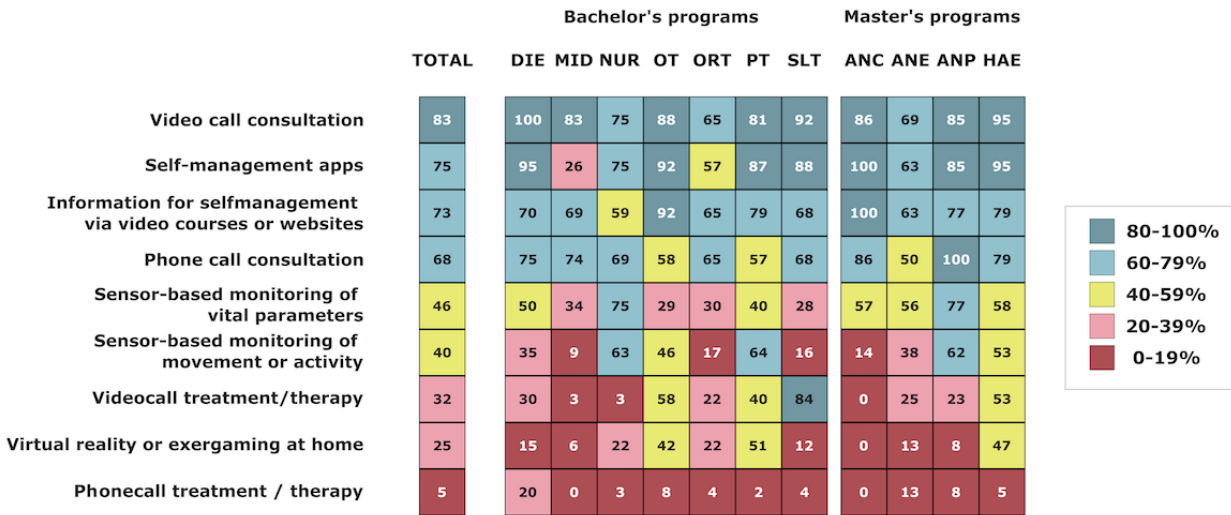 Bachelor's programs Master's programs
TOTAL DIE MID NUR OT ORT PT SLT ANC ANE ANP HAE
Video call consultation 83 100 83 75 88 65 81 92 86 69 85 95
Self-management apps 75 95 26 75 92 57 87 88 100 63 85 95
Information for selfmanagement
via video courses or websites 73 70 69 59 92 65 79 68 100 63 77 79
Phone call consultation 68 75 74 69 58 65 57 68 86 50 100 79
Sensor-based monitoring of
vital parameters 46 50 34 75 29 30 40 28 57 56 77 58
Sensor-based monitoring of
movement or activity 40 35 9 63 46 17 64 16 14 38 62 53
Videocall treatment/therapy 32 30 3 3 58 22 40 84 0 25 23 53
Virtual reality or exergaming at home 25 15 6 22 42 22 51 12 0 13 8 47
Phonecall treatment / therapy 5 20 0 3 8 4 2 4 0 13 8 5
80-100%
60-79%
40-59%
20-39%
0-19%